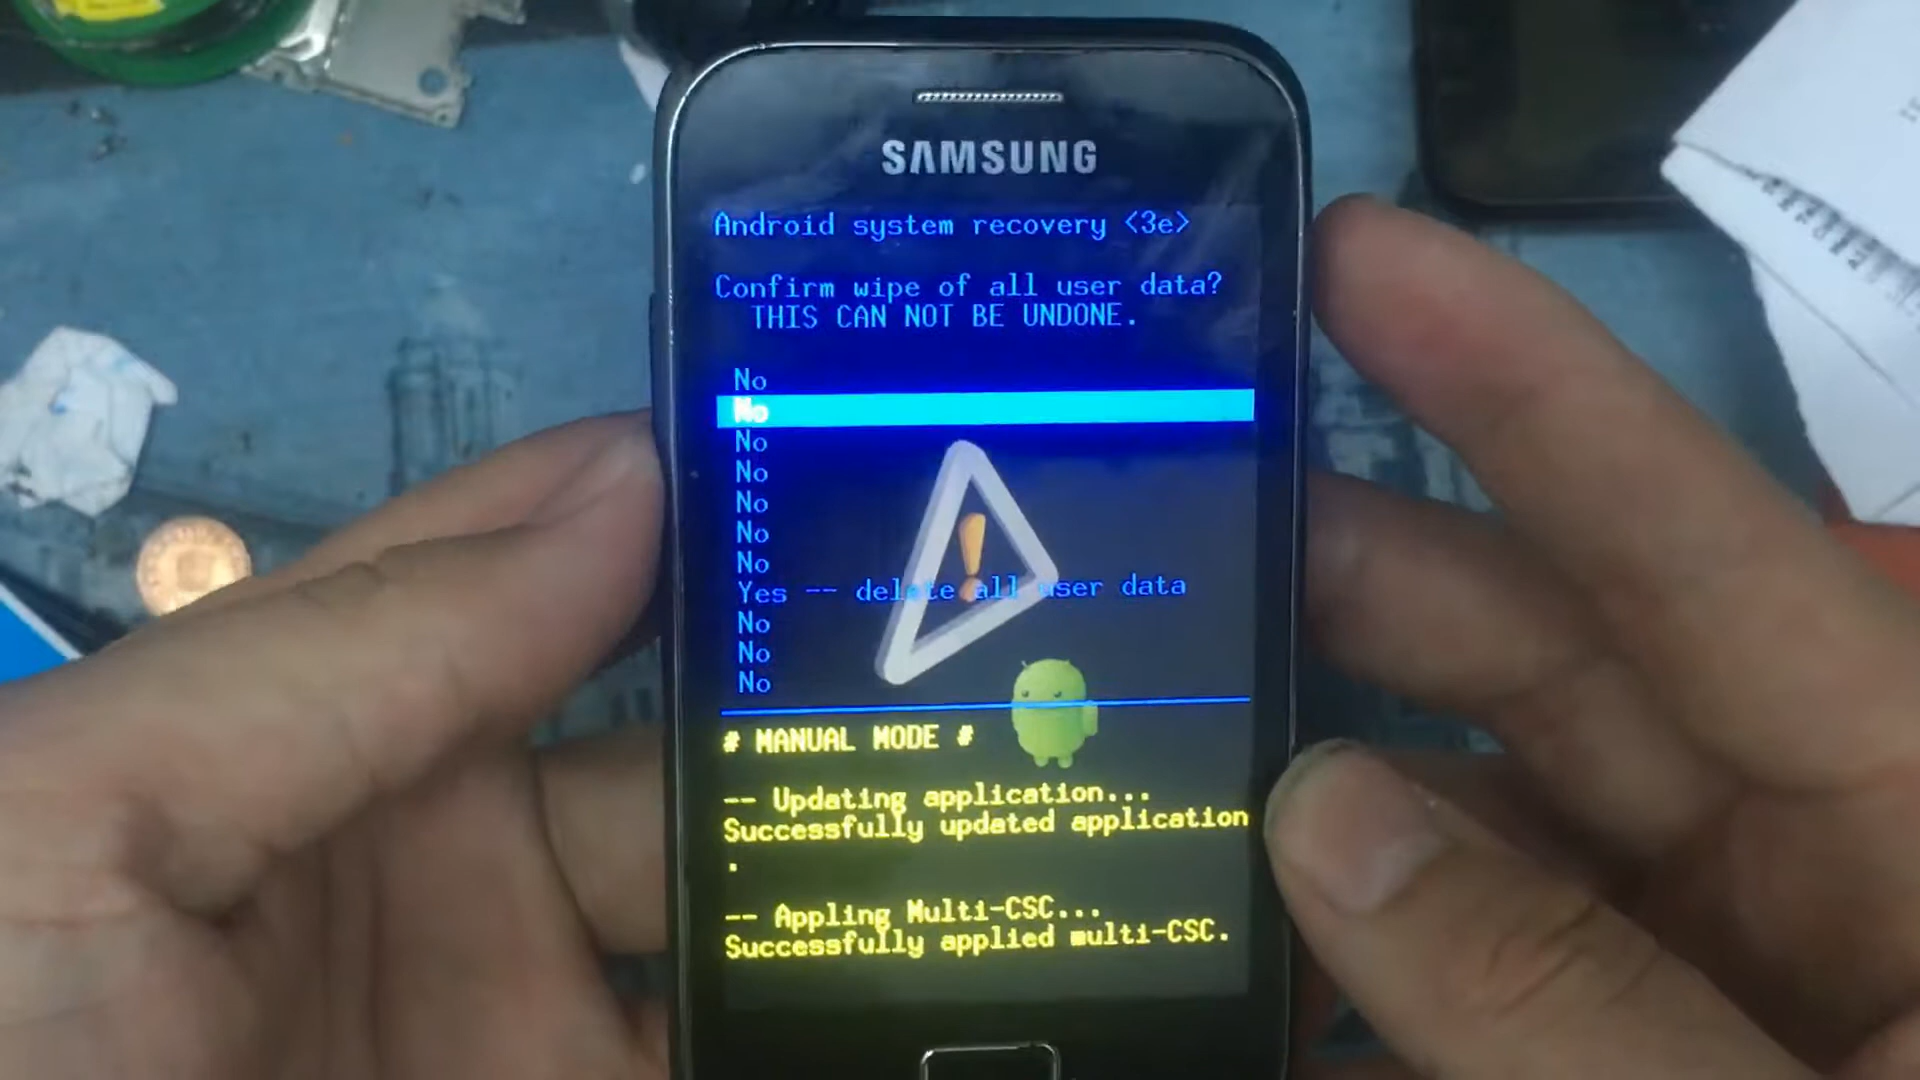 SAMSUNG
Android system recovery <3e>
Confirm wipe of all user data?
THIS CAN NOT BE UNDONE.
No
No
No
No
No
No
No
Yes -- delete all user data
No
No
No
# MANUAL MODE #
-- Updating application...
Successfully updated application
.
-- Appling Multi-CSC...
Successfully applied multi-CSC.